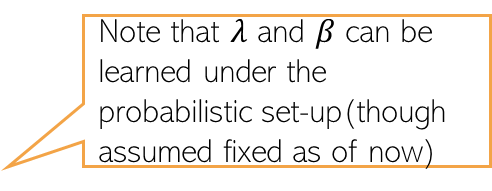 Note that λ and β can be
learned under the
probabilistic set-up (though
assumed fixed as of now)